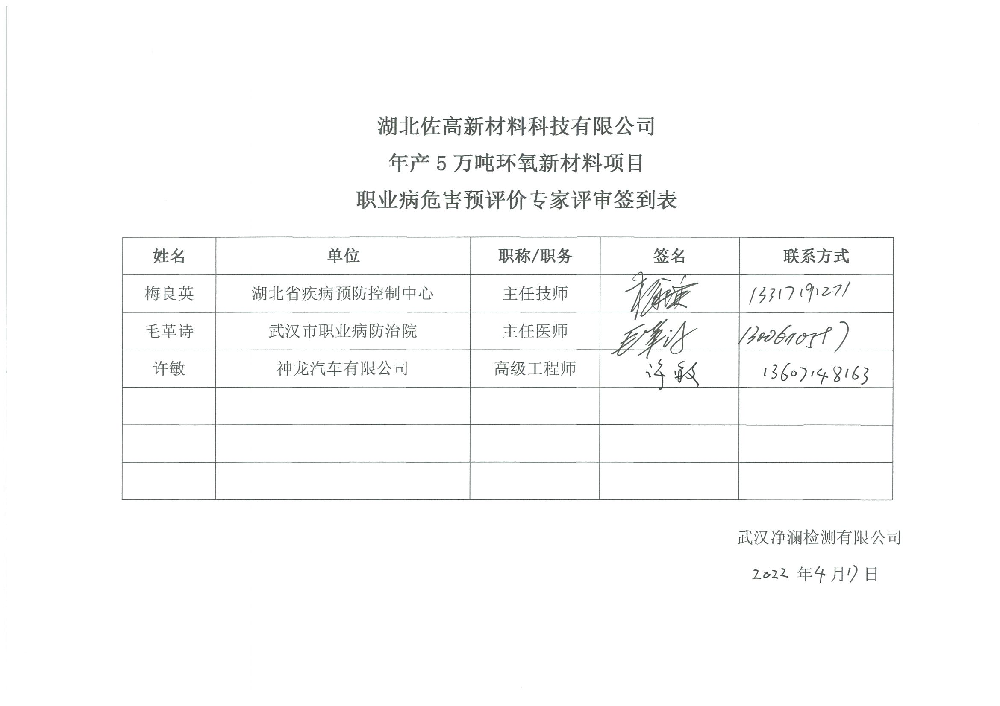 湖北佐高新材料科技有限公司
年产 5 万吨环氧新材料项目
职业病危害预评价专家评审签到表
姓名 单位 职称/职务 签名 联系方式
梅良英 湖北省疾病预防控制中心 主任技师 梅良英 13317191271
毛革诗 武汉市职业病防治院 主任医师 毛革诗
许敏 神龙汽车有限公司 高级工程师 许敏 13607148163
武汉净澜检测有限公司
2022 年 4 月 17 日